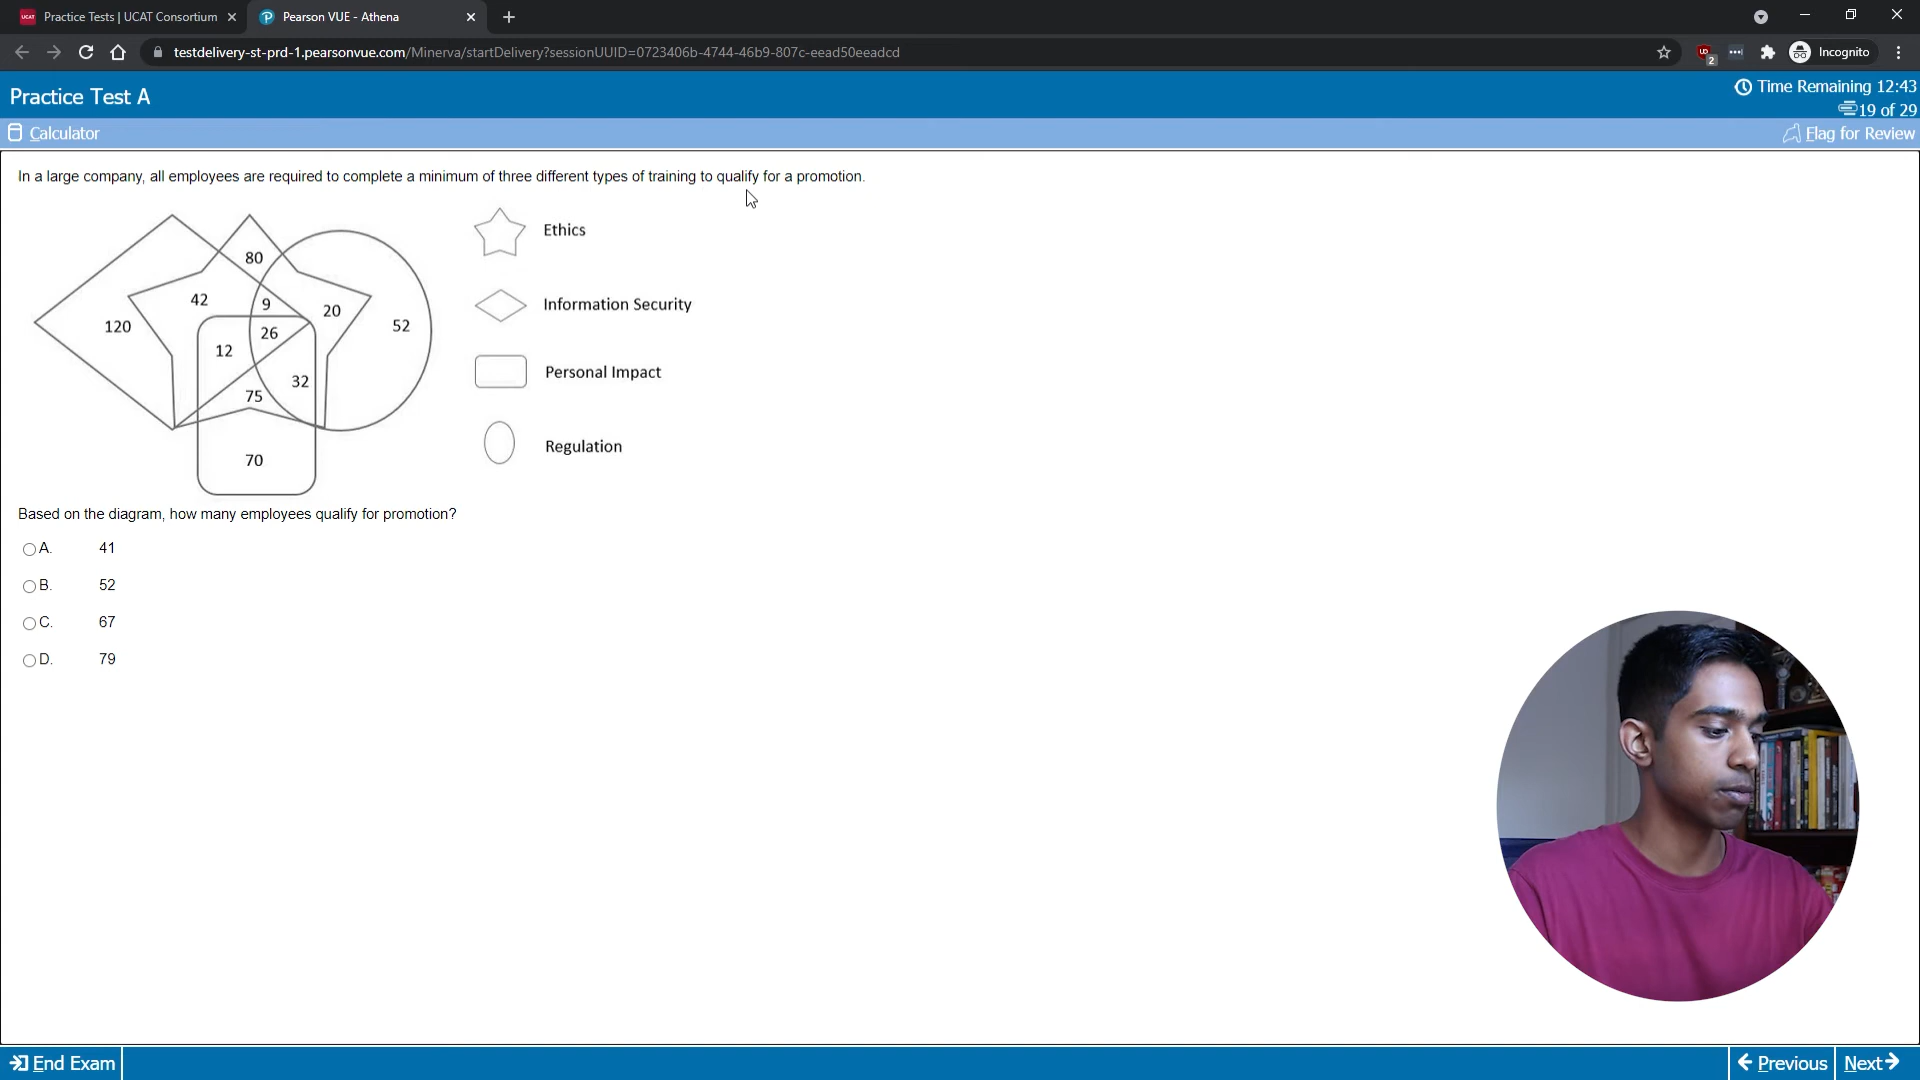 Practice Tests | UCAT Consortium
Pearson VUE - Athena
testdelivery-st-prd-1.pearsonvue.com/Minerva/startDelivery?sessionUUID=0723406b-4744-46b9-807c-eead50eeadcd
2
Incognito
Practice Test A
Time Remaining 12:43
19 of 29
Calculator
Flag for Review
In a large company, all employees are required to complete a minimum of three different types of training to qualify for a promotion.
80
42
9
20
120
52
26
12
32
75
70
Ethics
Information Security
Personal Impact
Regulation
Based on the diagram, how many employees qualify for promotion?
A. 41
B. 52
C. 67
D. 79
End Exam
Previous
Next